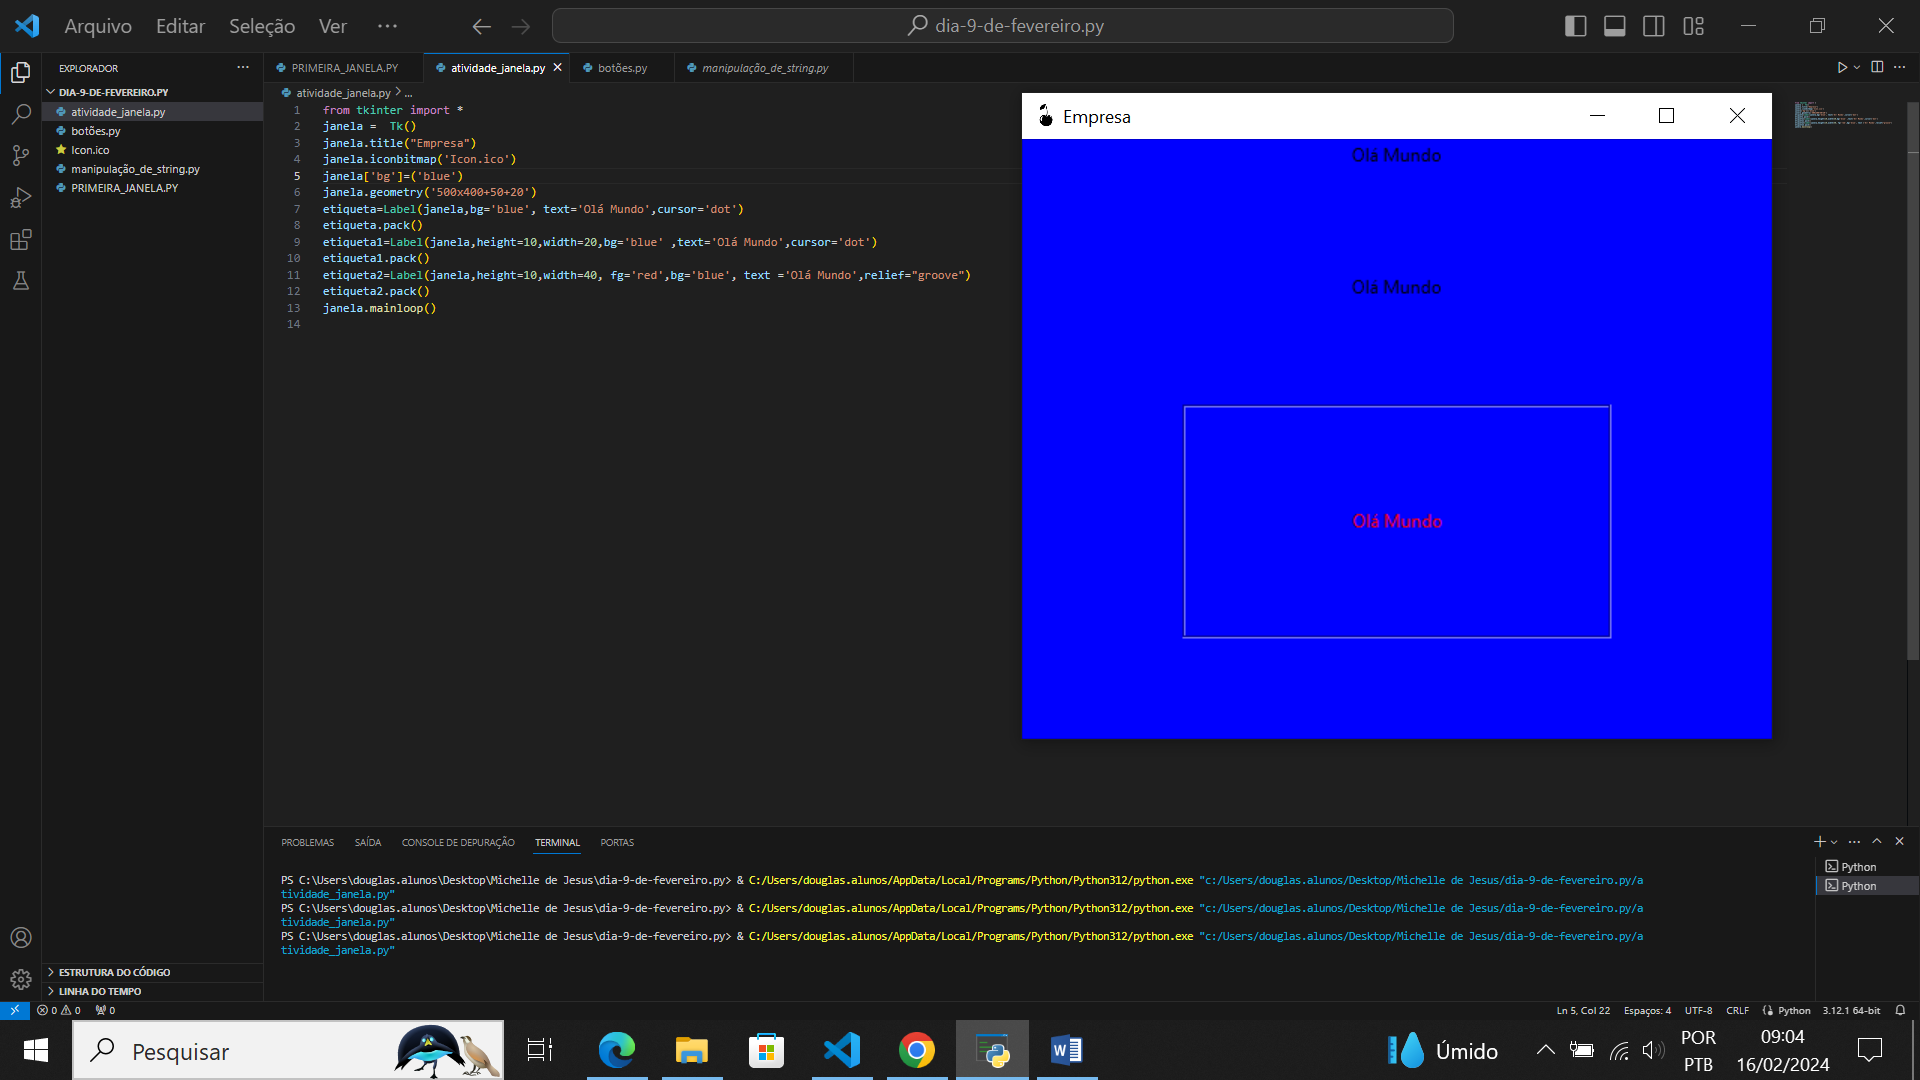 Arquivo Editar Seleção Ver ··· dia-9-de-fevereiro.py
EXPLORADOR ···
DIA-9-DE-FEVEREIRO.PY
atividade_janela.py
botões.py
Icon.ico
manipulação_de_string.py
PRIMEIRA_JANELA.PY
PRIMEIRA_JANELA.PY atividade_janela.py botões.py manipulação_de_string.py
atividade_janela.py > ...
1 from tkinter import *
2 janela =  Tk()
3 janela.title("Empresa")
4 janela.iconbitmap('Icon.ico')
5 janela['bg']=('blue')
6 janela.geometry('500x400+50+20')
7 etiqueta=Label(janela,bg='blue', text='Olá Mundo',cursor='dot')
8 etiqueta.pack()
9 etiqueta1=Label(janela,height=10,width=20,bg='blue' ,text='Olá Mundo',cursor='dot')
10 etiqueta1.pack()
11 etiqueta2=Label(janela,height=10,width=40, fg='red',bg='blue', text ='Olá Mundo',relief="groove")
12 etiqueta2.pack()
13 janela.mainloop()
14
Empresa
Olá Mundo
Olá Mundo
Olá Mundo
PROBLEMAS SAÍDA CONSOLE DE DEPURAÇÃO TERMINAL PORTAS
PS C:\Users\douglas.alunos\Desktop\Michelle de Jesus\dia-9-de-fevereiro.py> & C:/Users/douglas.alunos/AppData/Local/Programs/Python/Python312/python.exe "c:/Users/douglas.alunos/Desktop/Michelle de Jesus/dia-9-de-fevereiro.py/a
tividade_janela.py"
PS C:\Users\douglas.alunos\Desktop\Michelle de Jesus\dia-9-de-fevereiro.py> & C:/Users/douglas.alunos/AppData/Local/Programs/Python/Python312/python.exe "c:/Users/douglas.alunos/Desktop/Michelle de Jesus/dia-9-de-fevereiro.py/a
tividade_janela.py"
PS C:\Users\douglas.alunos\Desktop\Michelle de Jesus\dia-9-de-fevereiro.py> & C:/Users/douglas.alunos/AppData/Local/Programs/Python/Python312/python.exe "c:/Users/douglas.alunos/Desktop/Michelle de Jesus/dia-9-de-fevereiro.py/a
tividade_janela.py"
Python
Python
ESTRUTURA DO CÓDIGO
LINHA DO TEMPO
0 0 0 Ln 5, Col 22 Espaços: 4 UTF-8 CRLF Python 3.12.1 64-bit
Pesquisar
Úmido
POR
PTB
09:04
16/02/2024